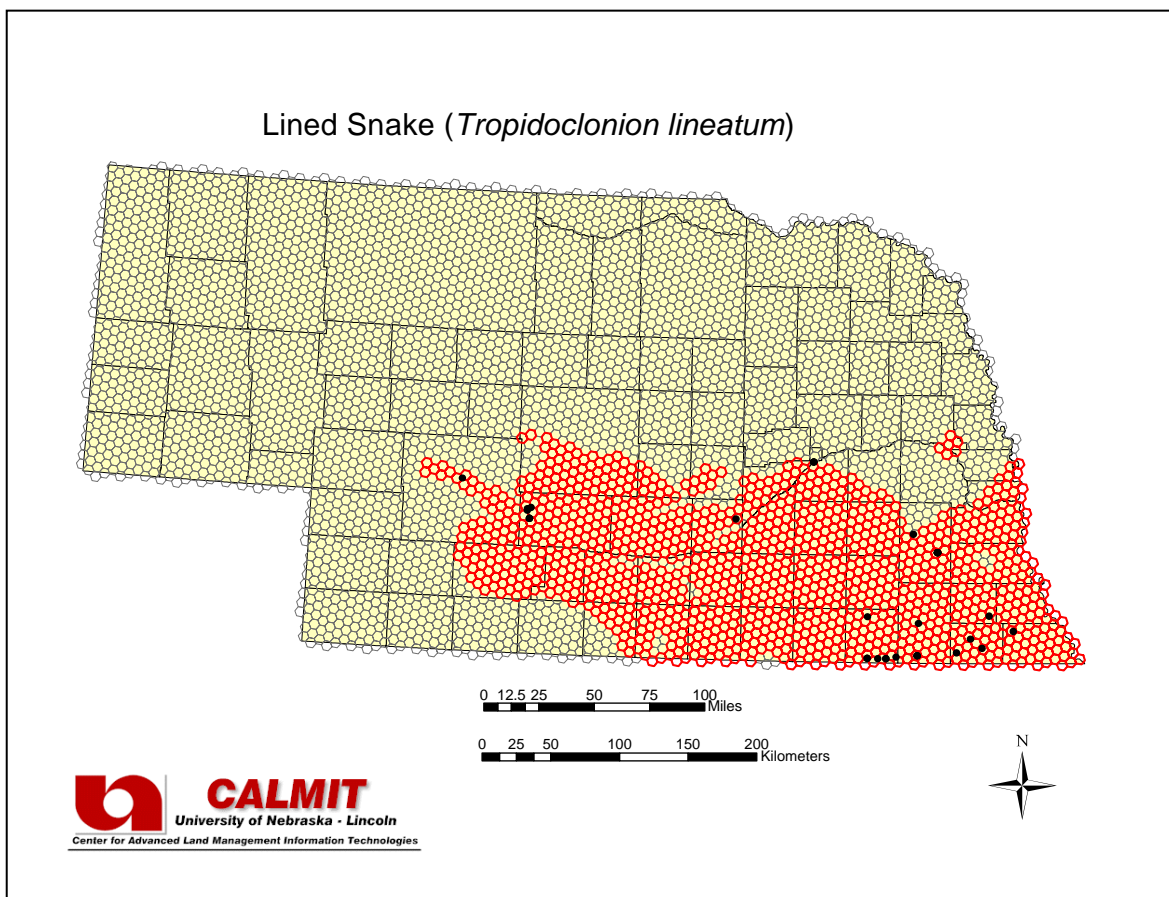 Lined Snake (Tropidoclonion lineatum)
0 12.5 25 50 75 100
Miles
0 25 50 100 150 200
Kilometers
N
CALMIT
University of Nebraska - Lincoln
Center for Advanced Land Management Information Technologies